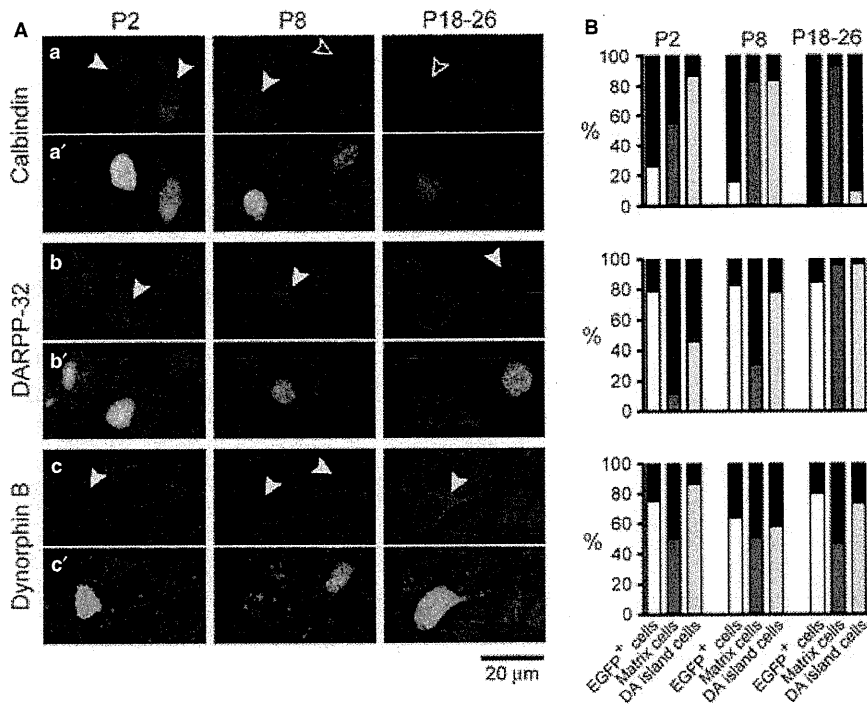 A
P2
P8
P18-26
a
a'
Calbindin
b
b'
DARPP-32
c
c'
Dynorphin B
20 μm
B
P2
P8
P18-26
100
80
60
40
20
0
%
100
80
60
40
20
0
%
100
80
60
40
20
0
%
EGFP+ cells
Matrix cells
DA island cells
EGFP+ cells
Matrix cells
DA island cells
EGFP+ cells
Matrix cells
DA island cells